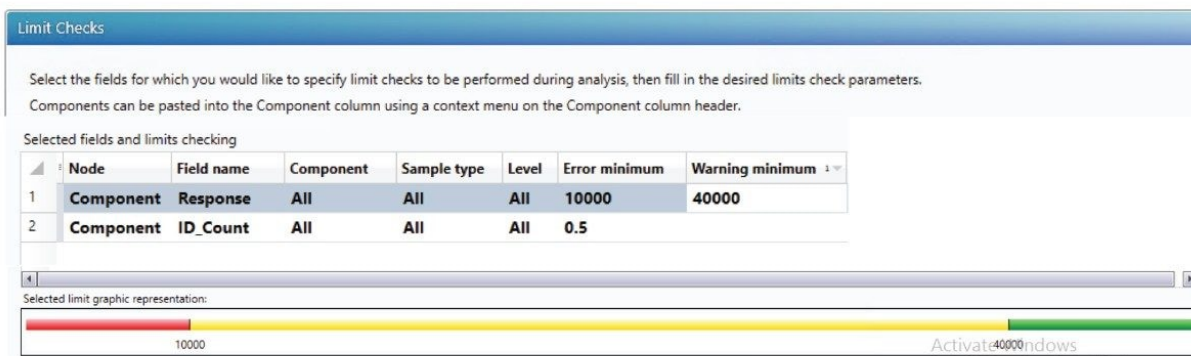 Limit Checks
Select the fields for which you would like to specify limit checks to be performed during analysis, then fill in the desired limits check parameters.
Components can be pasted into the Component column using a context menu on the Component column header.
Selected fields and limits checking
Node Field name Component Sample type Level Error minimum Warning minimum 1
1 Component Response All All All 10000 40000
2 Component ID_Count All All All 0.5
Selected limit graphic representation:
10000 40000
Activate Windows